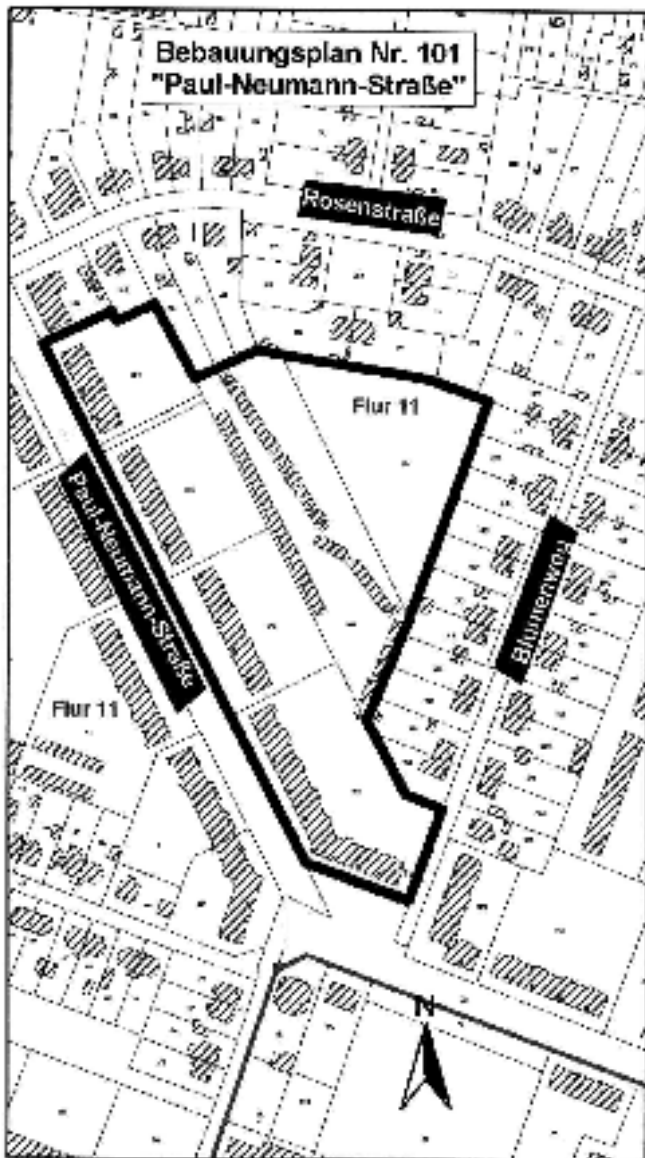 Bebauungsplan Nr. 101
"Paul-Neumann-Straße"
Rosenstraße
Flur 11
Paul-Neumann-Straße
Blumenweg
Flur 11
N